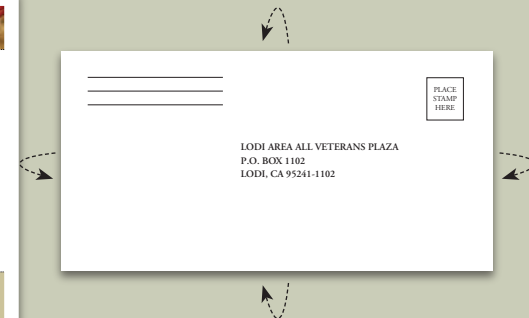 PLACE
STAMP
HERE
LODI AREA ALL VETERANS PLAZA
P.O. BOX 1102
LODI, CA 95241-1102